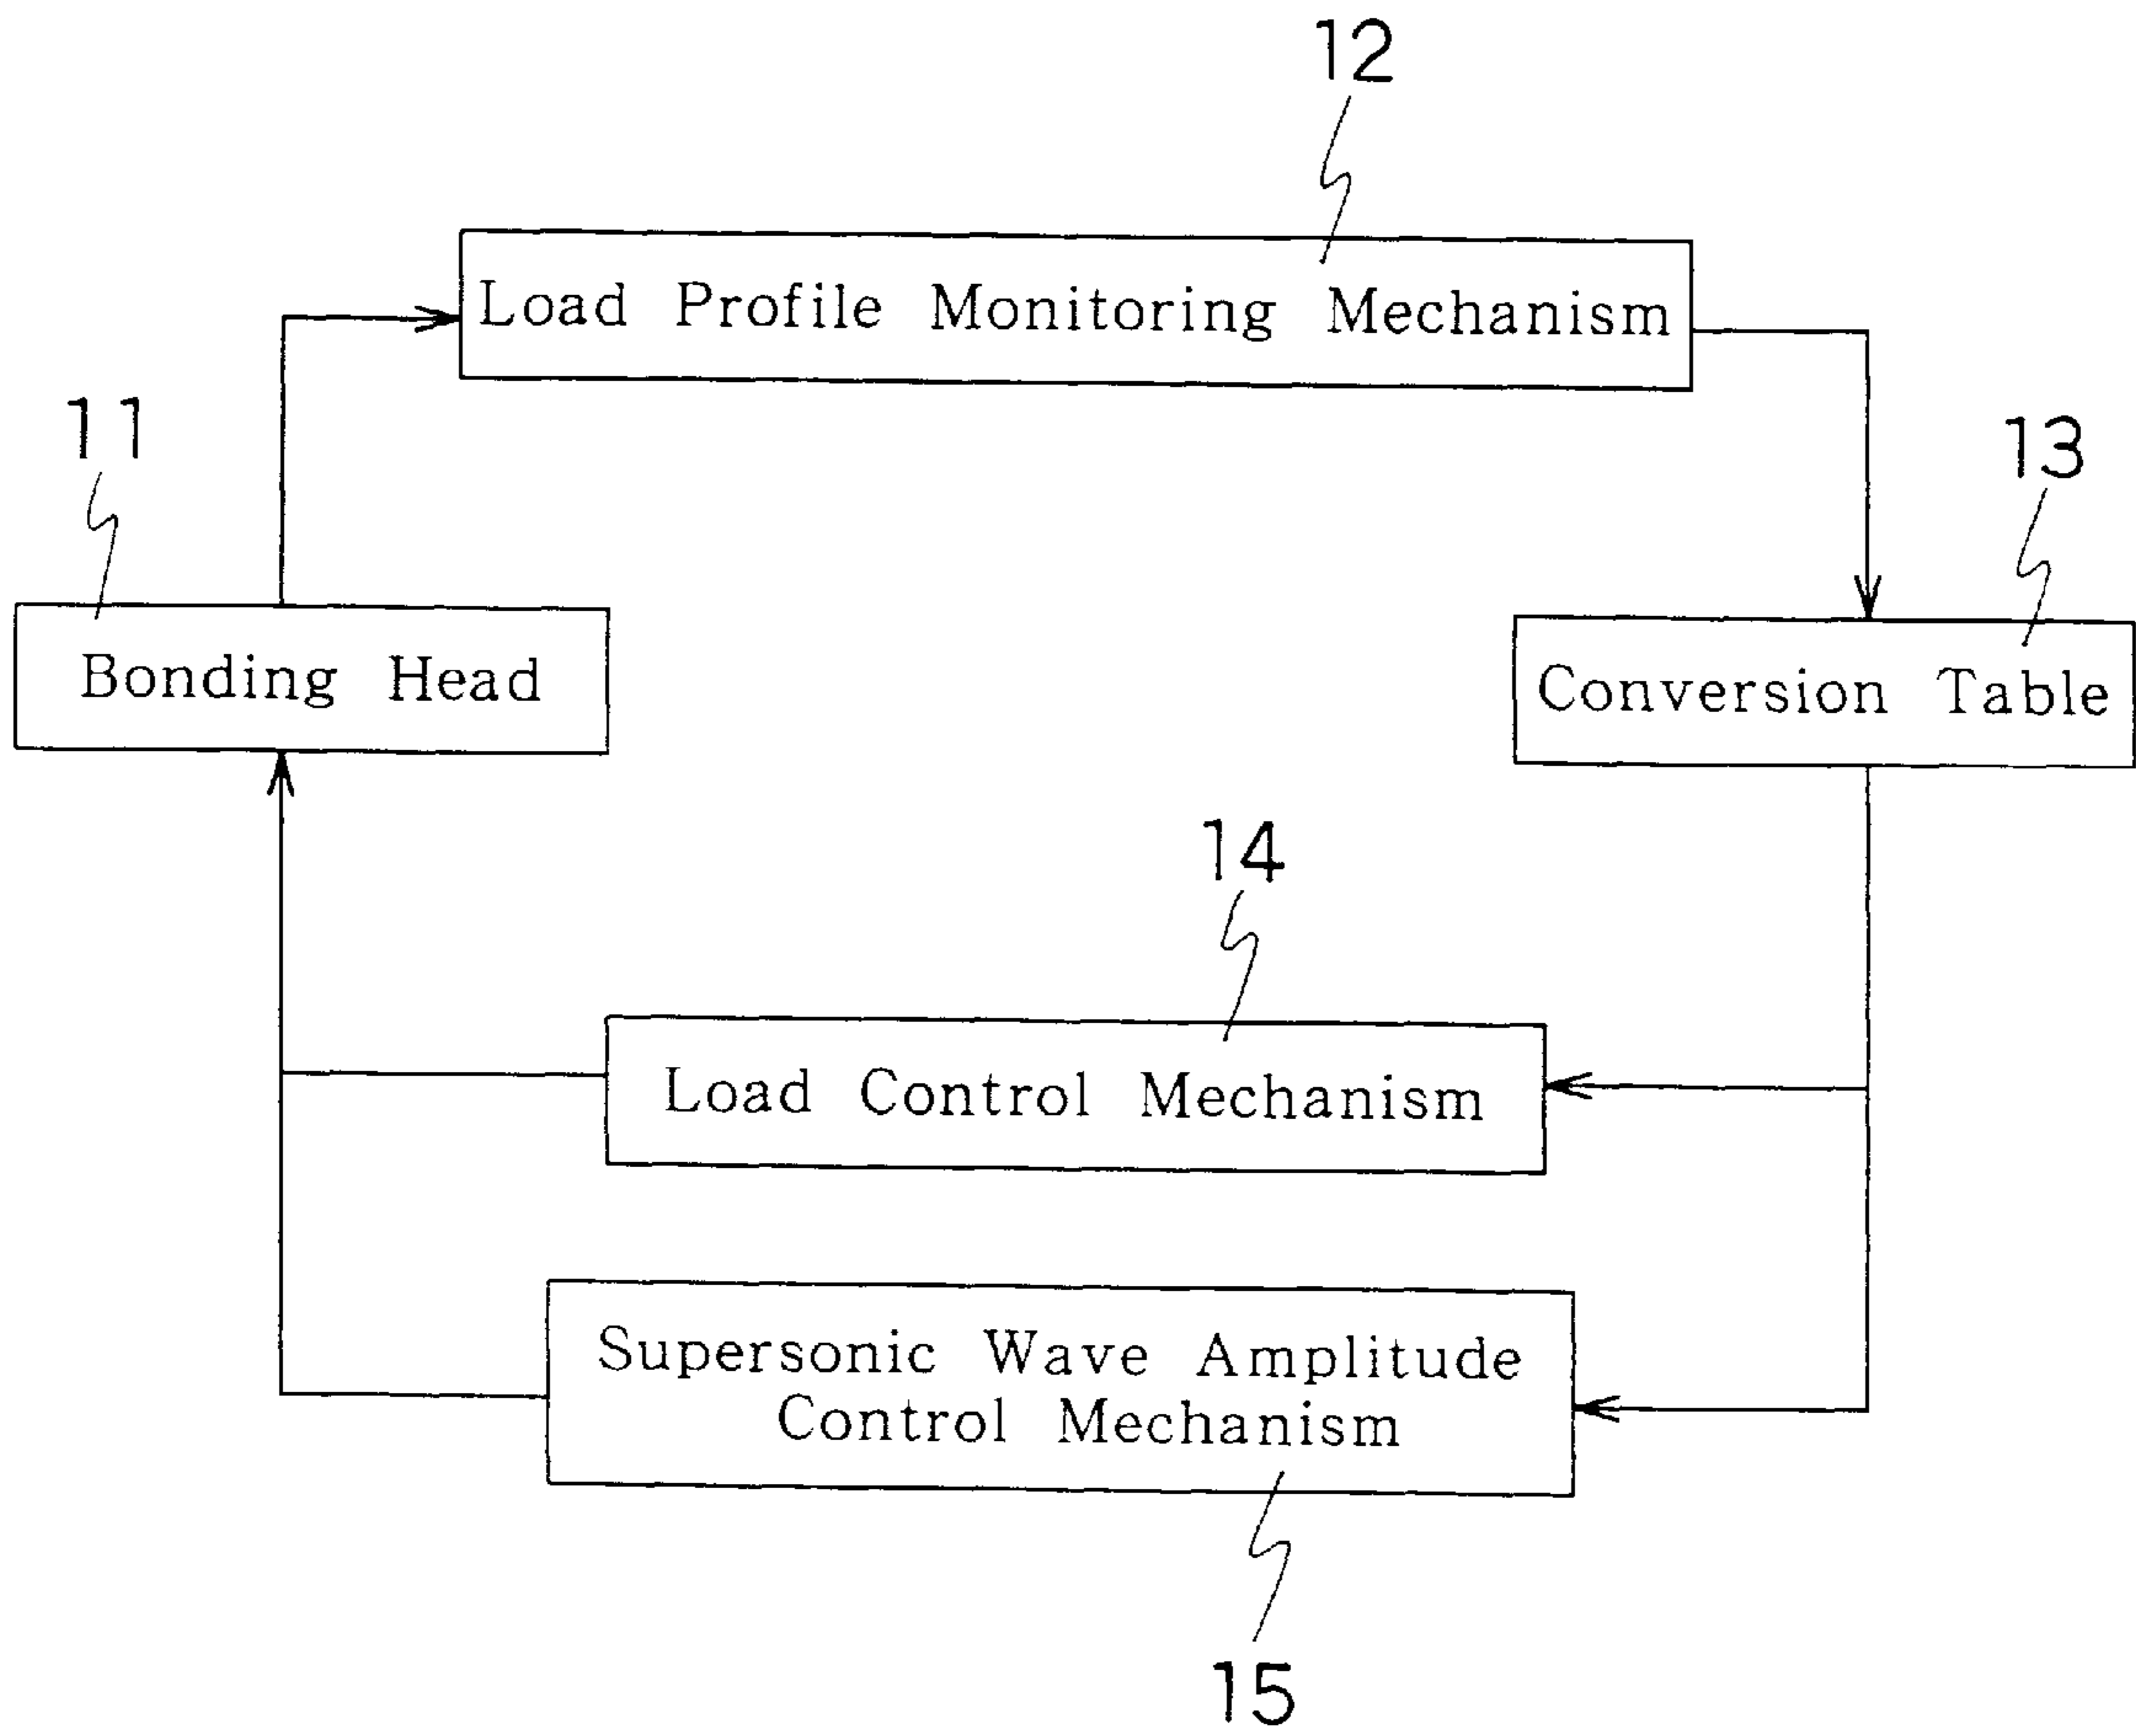 12
Load Profile Monitoring Mechanism
11
13
Bonding Head
Conversion Table
14
Load Control Mechanism
Supersonic Wave Amplitude
Control Mechanism
15